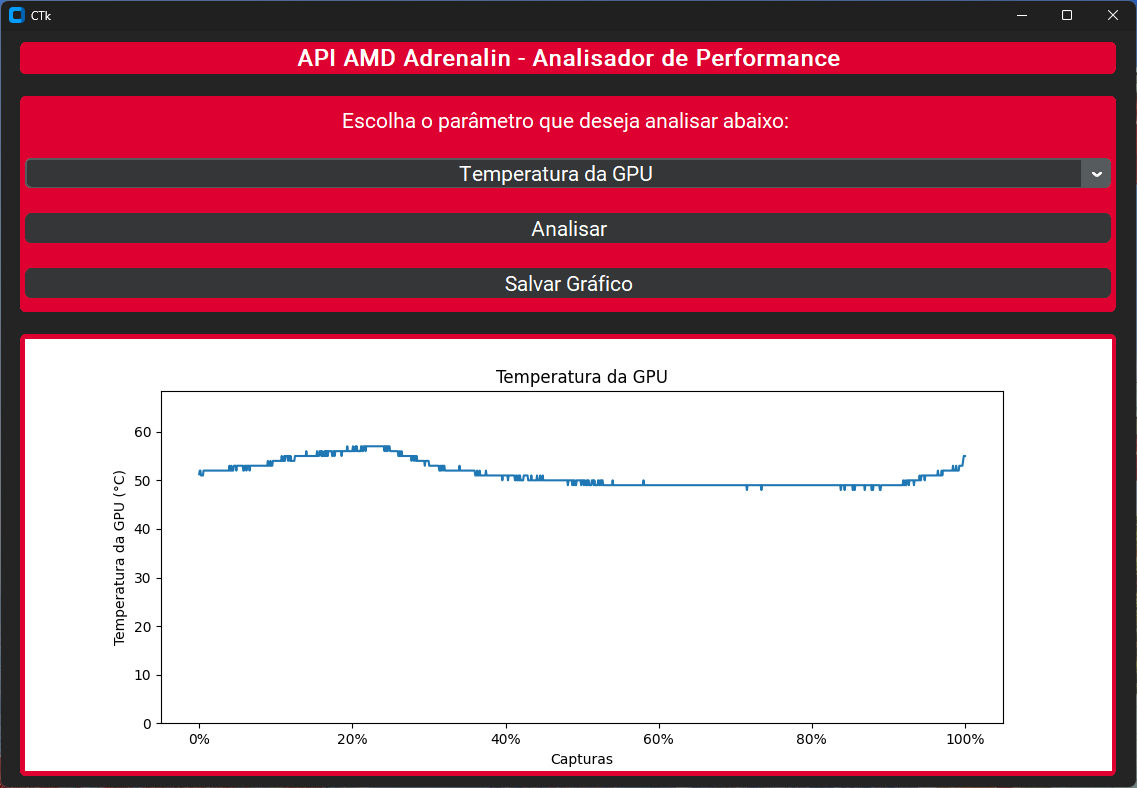 CTk
API AMD Adrenalin - Analisador de Performance
Escolha o parâmetro que deseja analisar abaixo:
Temperatura da GPU
Analisar
Salvar Gráfico
Temperatura da GPU
Temperatura da GPU (°C)
60
50
40
30
20
10
0
0% 20% 40% 60% 80% 100%
Capturas